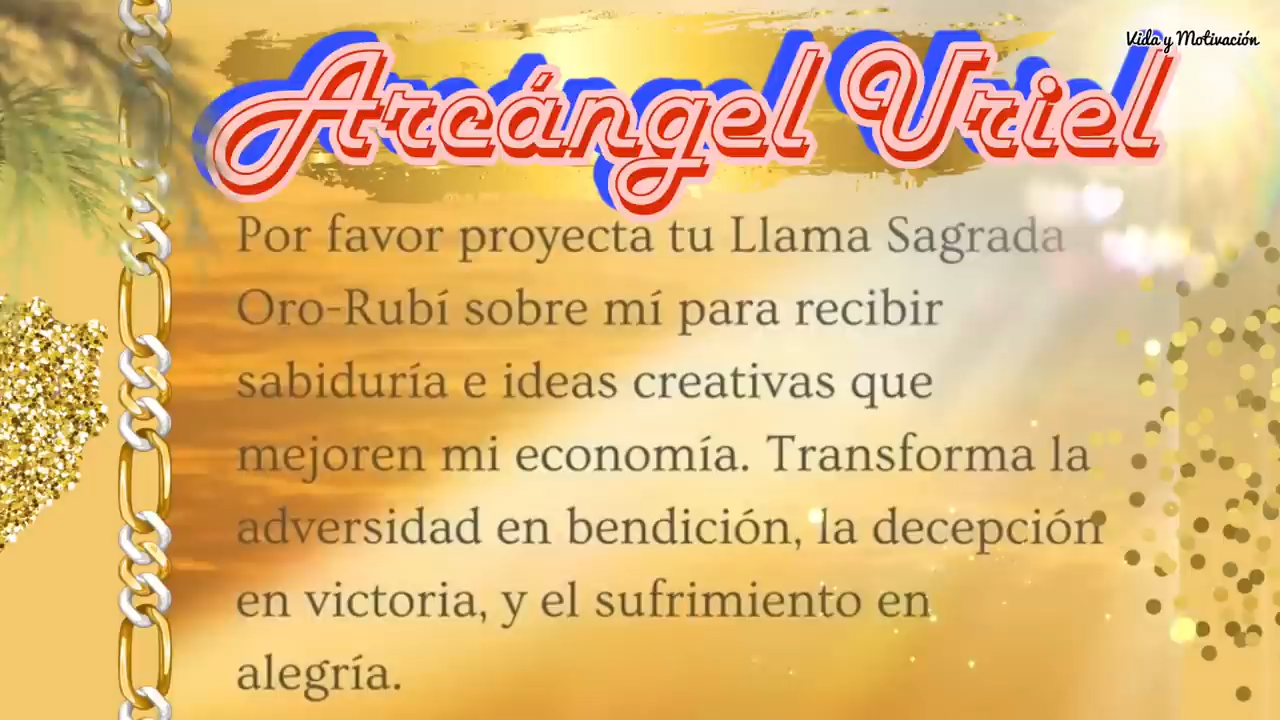 Vida y Motivación
Arcángel Uriel
Por favor proyecta tu Llama Sagrada
Oro-Rubí sobre mí para recibir
sabiduría e ideas creativas que
mejoren mi economía. Transforma la
adversidad en bendición, la decepción
en victoria, y el sufrimiento en
alegría.